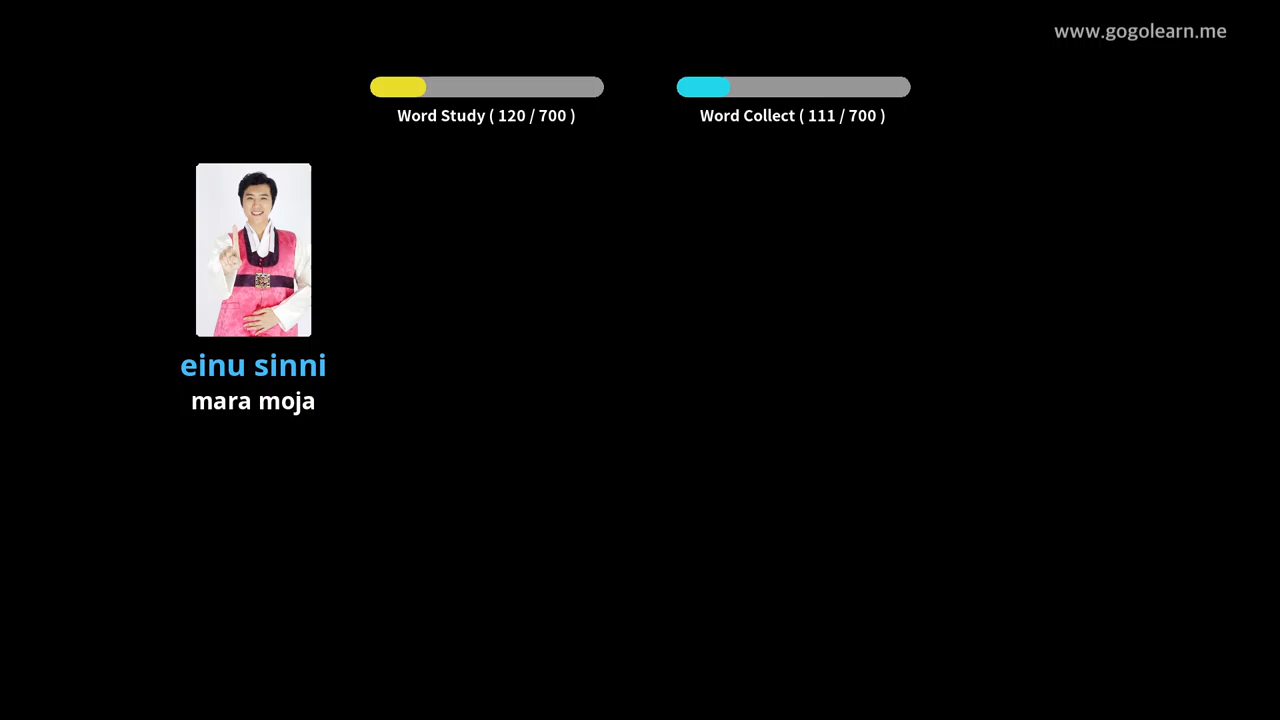 www.gogolearn.me
Word Study ( 120 / 700 )
Word Collect ( 111 / 700 )
einu sinni
mara moja